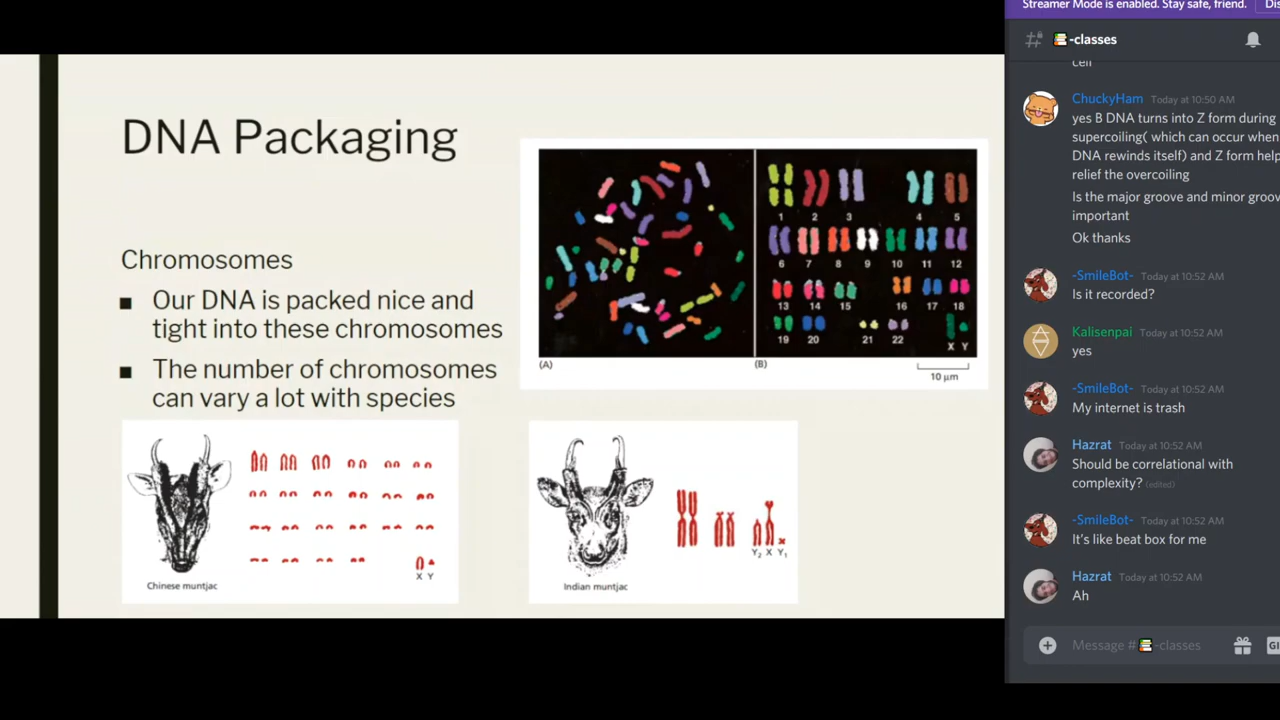 DNA Packaging
Chromosomes
■ Our DNA is packed nice and
tight into these chromosomes
■ The number of chromosomes
can vary a lot with species
1 2 3 4 5
6 7 8 9 10 11 12
13 14 15 16 17 18
19 20 21 22 X Y
(A) (B)
10 μm
X Y
Chinese muntjac
Y₂ X Y₁
Indian muntjac
Streamer Mode is enabled. Stay safe, friend. Dis
-classes
cell
ChuckyHam Today at 10:50 AM
yes B DNA turns into Z form during
supercoiling( which can occur when
DNA rewinds itself) and Z form help
relief the overcoiling
Is the major groove and minor groov
important
Ok thanks
-SmileBot- Today at 10:52 AM
Is it recorded?
Kalisenpai Today at 10:52 AM
yes
-SmileBot- Today at 10:52 AM
My internet is trash
Hazrat Today at 10:52 AM
Should be correlational with
complexity? (edited)
-SmileBot- Today at 10:52 AM
It's like beat box for me
Hazrat Today at 10:52 AM
Ah
Message # -classes
GI